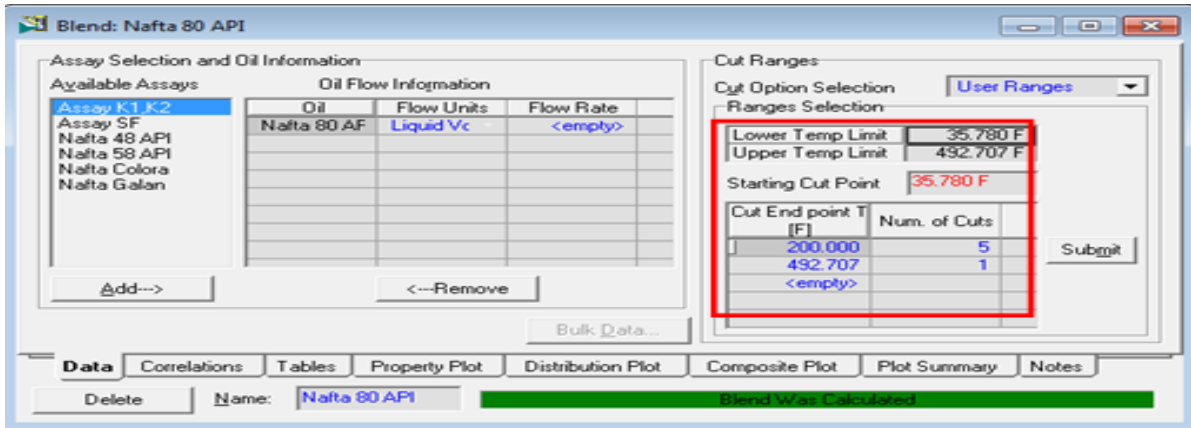 Blend: Nafta 80 API
Assay Selection and Oil Information
Available Assays
Oil Flow Information
Assay K1,K2
Assay SF
Nafta 48 API
Nafta 58 API
Nafta Colora
Nafta Galan
Oil Flow Units Flow Rate
Nafta 80 AF Liquid Vc <empty>
Add--->
<---Remove
Bulk Data...
Cut Ranges
Cut Option Selection User Ranges
Ranges Selection
Lower Temp Limit 35.780 F
Upper Temp Limit 492.707 F
Starting Cut Point 35.780 F
Cut End point T [F] Num. of Cuts
200.000 5
492.707 1
<empty>
Submit
Data Correlations Tables Property Plot Distribution Plot Composite Plot Plot Summary Notes
Delete Name: Nafta 80 API Blend Was Calculated